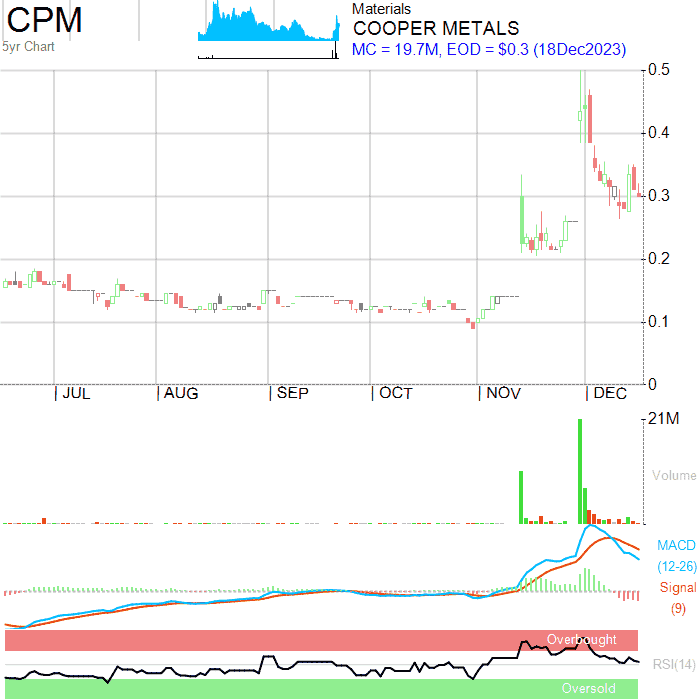 CPM
5yr Chart
Materials
COOPER METALS
MC = 19.7M, EOD = $0.3 (18Dec2023)
0.5
0.4
0.3
0.2
0.1
0
JUL AUG SEP OCT NOV DEC
21M
Volume
MACD
(12-26)
Signal
(9)
Overbought
RSI(14)
Oversold